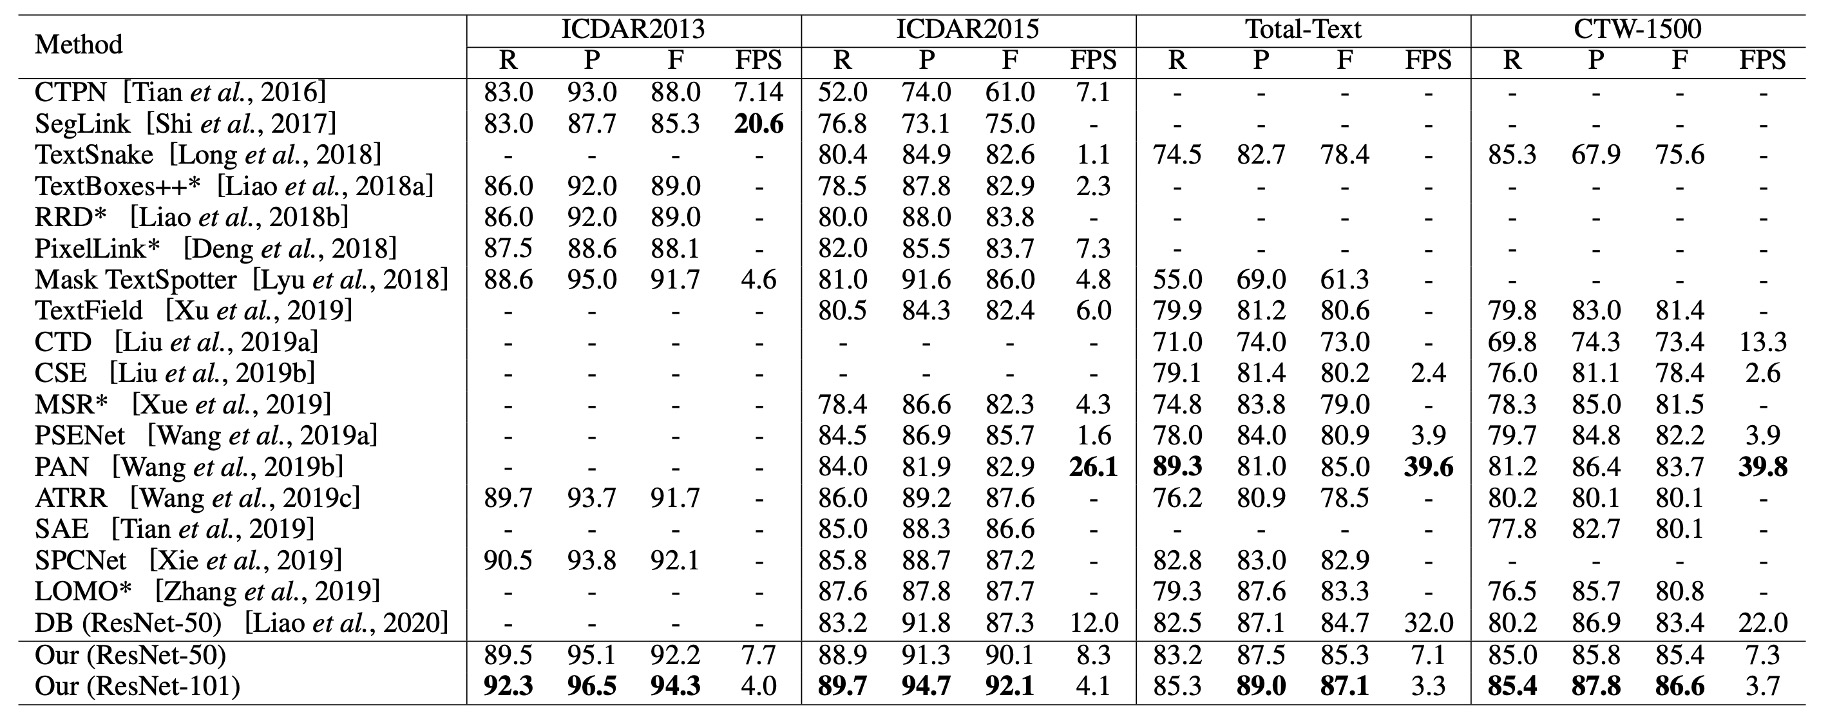 Method ICDAR2013 ICDAR2015 Total-Text CTW-1500
R P F FPS R P F FPS R P F FPS R P F FPS
CTPN [Tian et al., 2016] 83.0 93.0 88.0 7.14 52.0 74.0 61.0 7.1 - - - - - - - -
SegLink [Shi et al., 2017] 83.0 87.7 85.3 20.6 76.8 73.1 75.0 - - - - - - - - -
TextSnake [Long et al., 2018] - - - - 80.4 84.9 82.6 1.1 74.5 82.7 78.4 - 85.3 67.9 75.6 -
TextBoxes++* [Liao et al., 2018a] 86.0 92.0 89.0 - 78.5 87.8 82.9 2.3 - - - - - - - -
RRD* [Liao et al., 2018b] 86.0 92.0 89.0 - 80.0 88.0 83.8 - - - - - - - - -
PixelLink* [Deng et al., 2018] 87.5 88.6 88.1 - 82.0 85.5 83.7 7.3 - - - - - - - -
Mask TextSpotter [Lyu et al., 2018] 88.6 95.0 91.7 4.6 81.0 91.6 86.0 4.8 55.0 69.0 61.3 - - - - -
TextField [Xu et al., 2019] - - - - 80.5 84.3 82.4 6.0 79.9 81.2 80.6 - 79.8 83.0 81.4 -
CTD [Liu et al., 2019a] - - - - - - - - 71.0 74.0 73.0 - 69.8 74.3 73.4 13.3
CSE [Liu et al., 2019b] - - - - - - - - 79.1 81.4 80.2 2.4 76.0 81.1 78.4 2.6
MSR* [Xue et al., 2019] - - - - 78.4 86.6 82.3 4.3 74.8 83.8 79.0 - 78.3 85.0 81.5 -
PSENet [Wang et al., 2019a] - - - - 84.5 86.9 85.7 1.6 78.0 84.0 80.9 3.9 79.7 84.8 82.2 3.9
PAN [Wang et al., 2019b] - - - - 84.0 81.9 82.9 26.1 89.3 81.0 85.0 39.6 81.2 86.4 83.7 39.8
ATRR [Wang et al., 2019c] 89.7 93.7 91.7 - 86.0 89.2 87.6 - 76.2 80.9 78.5 - 80.2 80.1 80.1 -
SAE [Tian et al., 2019] - - - - 85.0 88.3 86.6 - - - - - 77.8 82.7 80.1 -
SPCNet [Xie et al., 2019] 90.5 93.8 92.1 - 85.8 88.7 87.2 - 82.8 83.0 82.9 - - - - -
LOMO* [Zhang et al., 2019] - - - - 87.6 87.8 87.7 - 79.3 87.6 83.3 - 76.5 85.7 80.8 -
DB (ResNet-50) [Liao et al., 2020] - - - - 83.2 91.8 87.3 12.0 82.5 87.1 84.7 32.0 80.2 86.9 83.4 22.0
Our (ResNet-50) 89.5 95.1 92.2 7.7 88.9 91.3 90.1 8.3 83.2 87.5 85.3 7.1 85.0 85.8 85.4 7.3
Our (ResNet-101) 92.3 96.5 94.3 4.0 89.7 94.7 92.1 4.1 85.3 89.0 87.1 3.3 85.4 87.8 86.6 3.7